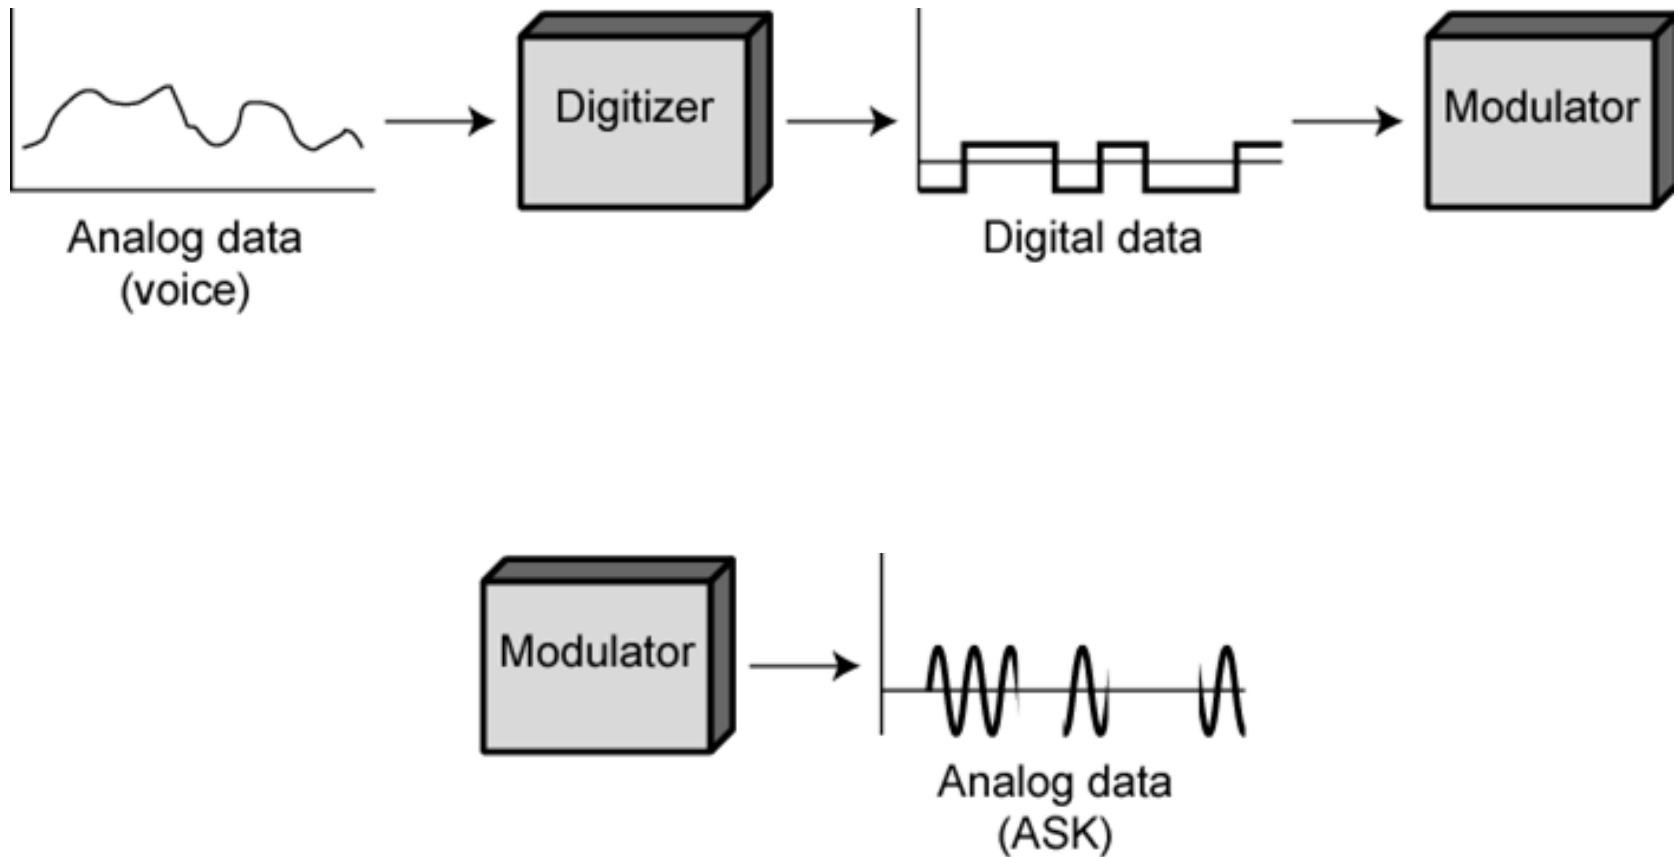 Digitizer
Modulator
Analog data
(voice)
Digital data
Modulator
Analog data
(ASK)